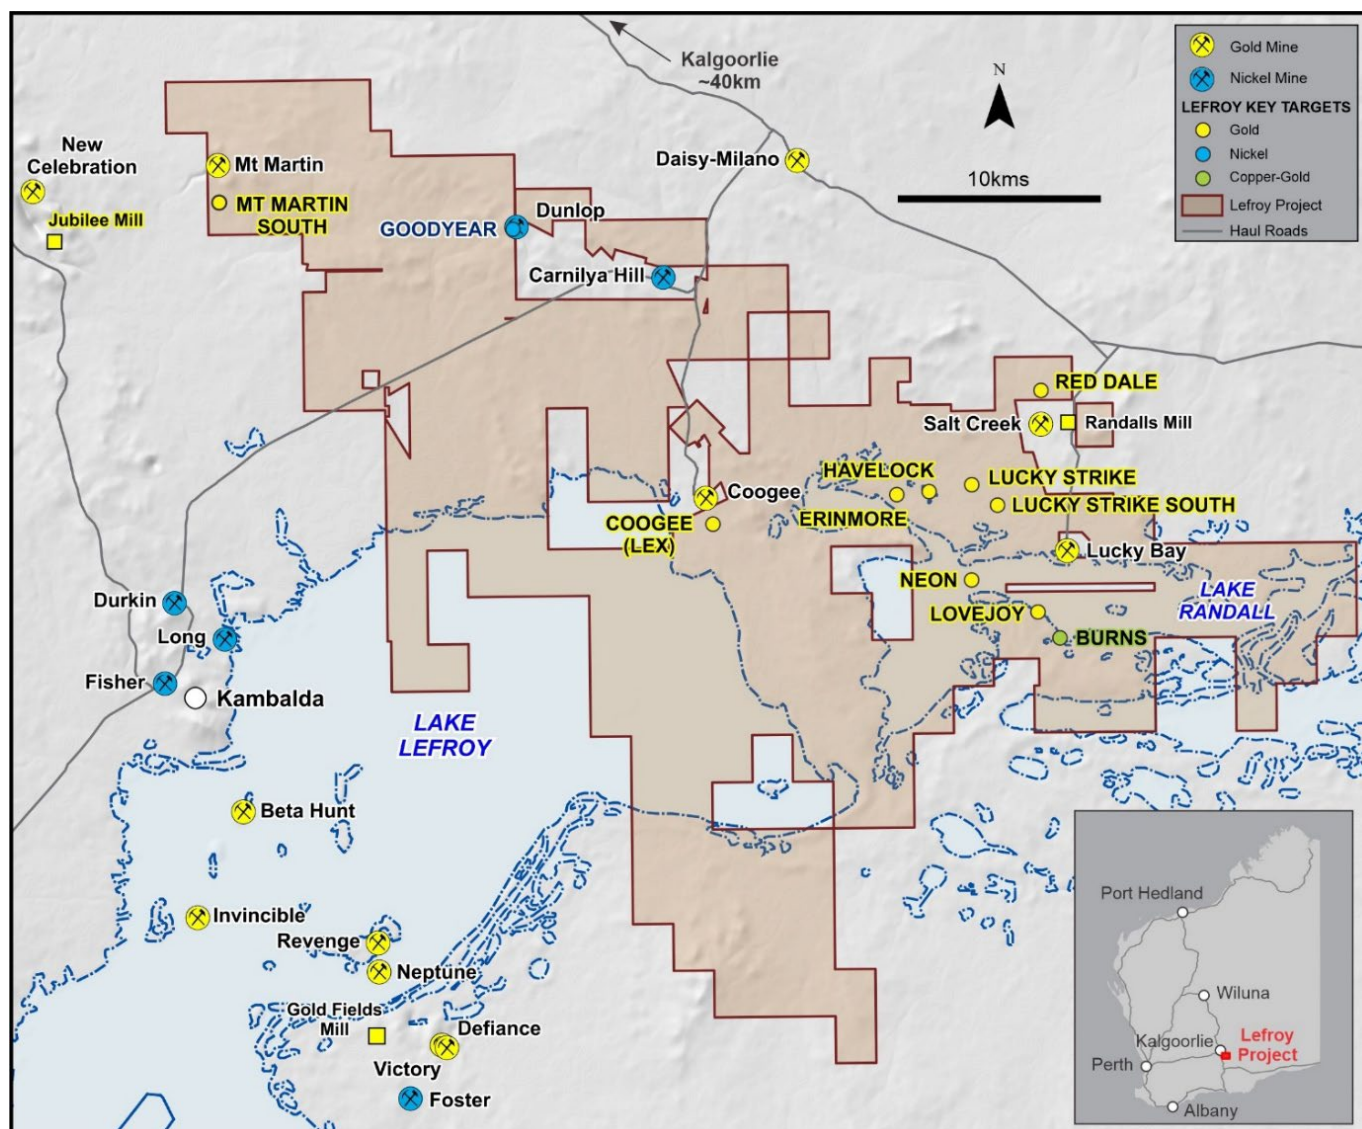 Kalgoorlie
~40km
N
10kms
Gold Mine
Nickel Mine
LEFROY KEY TARGETS
Gold
Nickel
Copper-Gold
Lefroy Project
Haul Roads
New
Celebration
Jubilee Mill
Mt Martin
MT MARTIN
SOUTH
Daisy-Milano
Dunlop
GOODYEAR
Carnilya Hill
RED DALE
Salt Creek
Randalls Mill
HAVELOCK
LUCKY STRIKE
LUCKY STRIKE SOUTH
ERINMORE
Coogee
COOGEE
(LEX)
Lucky Bay
NEON
LAKE
RANDALL
LOVEJOY
BURNS
Durkin
Long
Fisher
Kambalda
LAKE
LEFROY
Beta Hunt
Invincible
Revenge
Neptune
Gold Fields
Mill
Defiance
Victory
Foster
Port Hedland
Wiluna
Kalgoorlie
Lefroy
Project
Perth
Albany